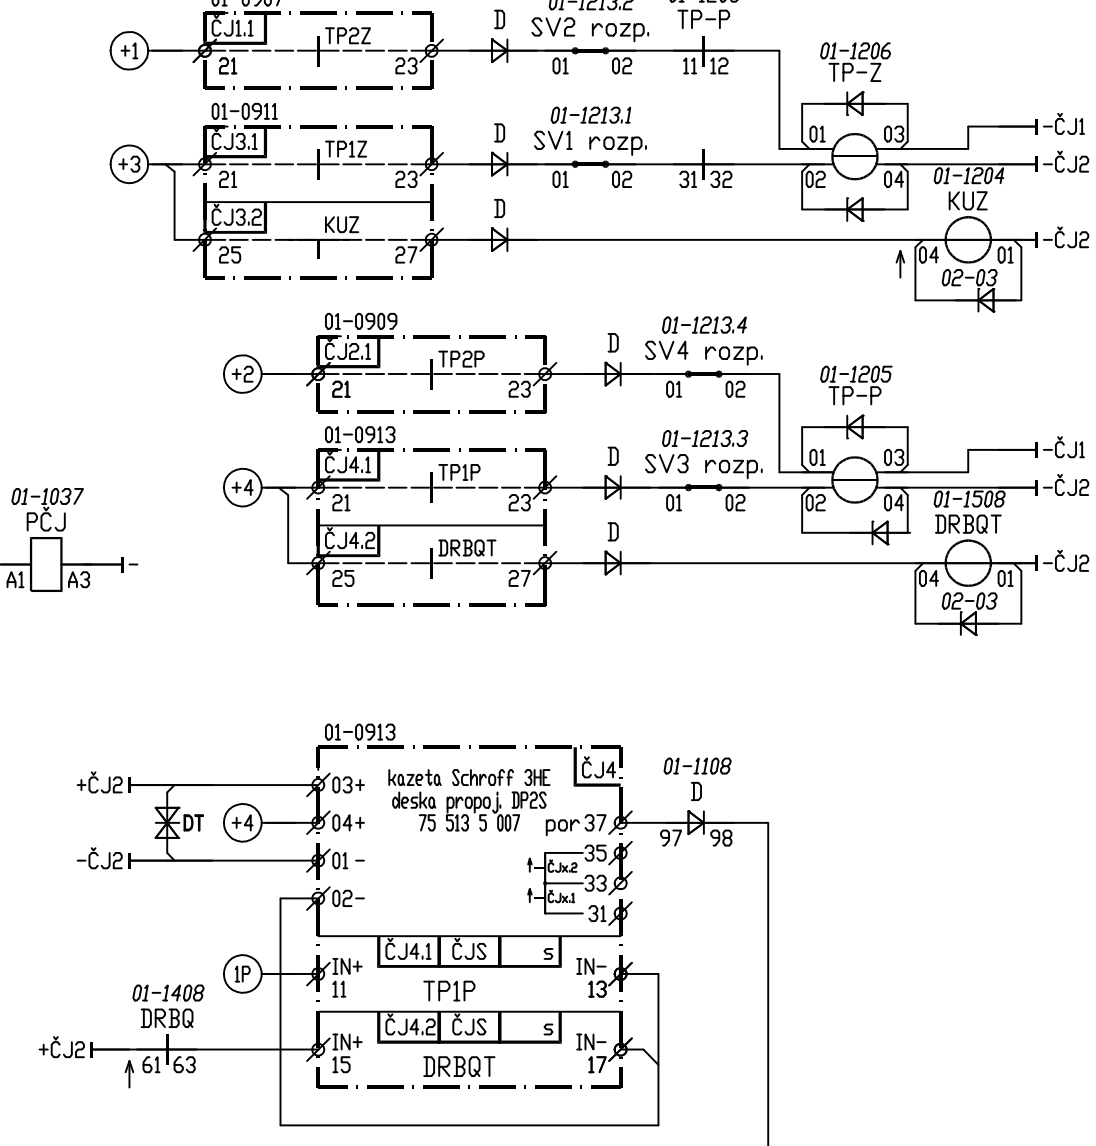 01-0907
ČJ1.1
TP2Z
+1
21
23
D
01-1213.2
SV2 rozp.
01
02
TP-P
11
12
01-1206
TP-Z
01
03
02
04
-ČJ1
-ČJ2
01-0911
ČJ3.1
TP1Z
+3
21
23
D
01-1213.1
SV1 rozp.
01
02
31
32
ČJ3.2
KUZ
25
27
D
01-1204
KUZ
04
01
02-03
-ČJ2
01-0909
ČJ2.1
TP2P
+2
21
23
D
01-1213.4
SV4 rozp.
01
02
01-1205
TP-P
01
03
02
04
-ČJ1
-ČJ2
01-0913
ČJ4.1
TP1P
+4
21
23
D
01-1213.3
SV3 rozp.
01
02
ČJ4.2
DRBQT
25
27
D
01-1508
DRBQT
04
01
02-03
-ČJ2
01-1037
PČJ
A1
A3
-
01-0913
ČJ4
kazeta Schroff 3HE
deska propoj. DP2S
75 513 5 007
+ČJ2
03+
DT
+4
04+
-ČJ2
01-
02-
por 37
35
33
31
ČJx.2
ČJx.1
01-1108
D
97
98
ČJ4.1
ČJS
s
1P
IN+
11
TP1P
IN-
13
01-1408
DRBQ
+ČJ2
61
63
ČJ4.2
ČJS
s
IN+
15
DRBQT
IN-
17